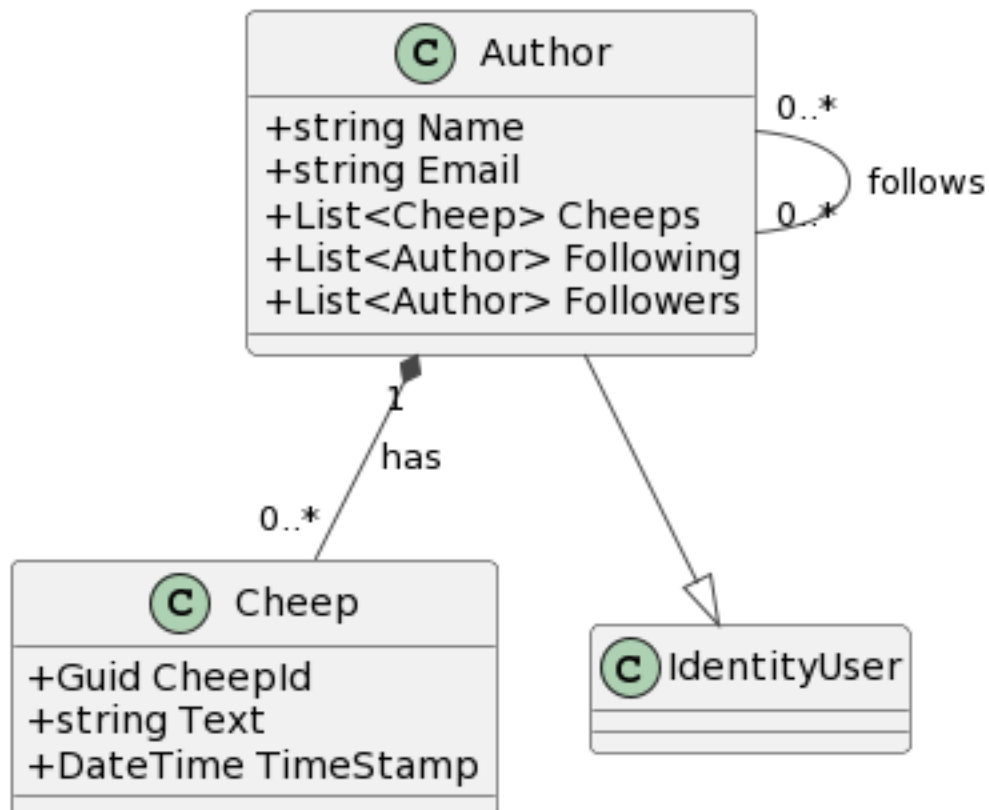 C Author
+string Name
+string Email
+List<Cheep> Cheeps
+List<Author> Following
+List<Author> Followers
0..*
follows
0..*
1
has
0..*
C Cheep
+Guid CheepId
+string Text
+DateTime TimeStamp
C IdentityUser